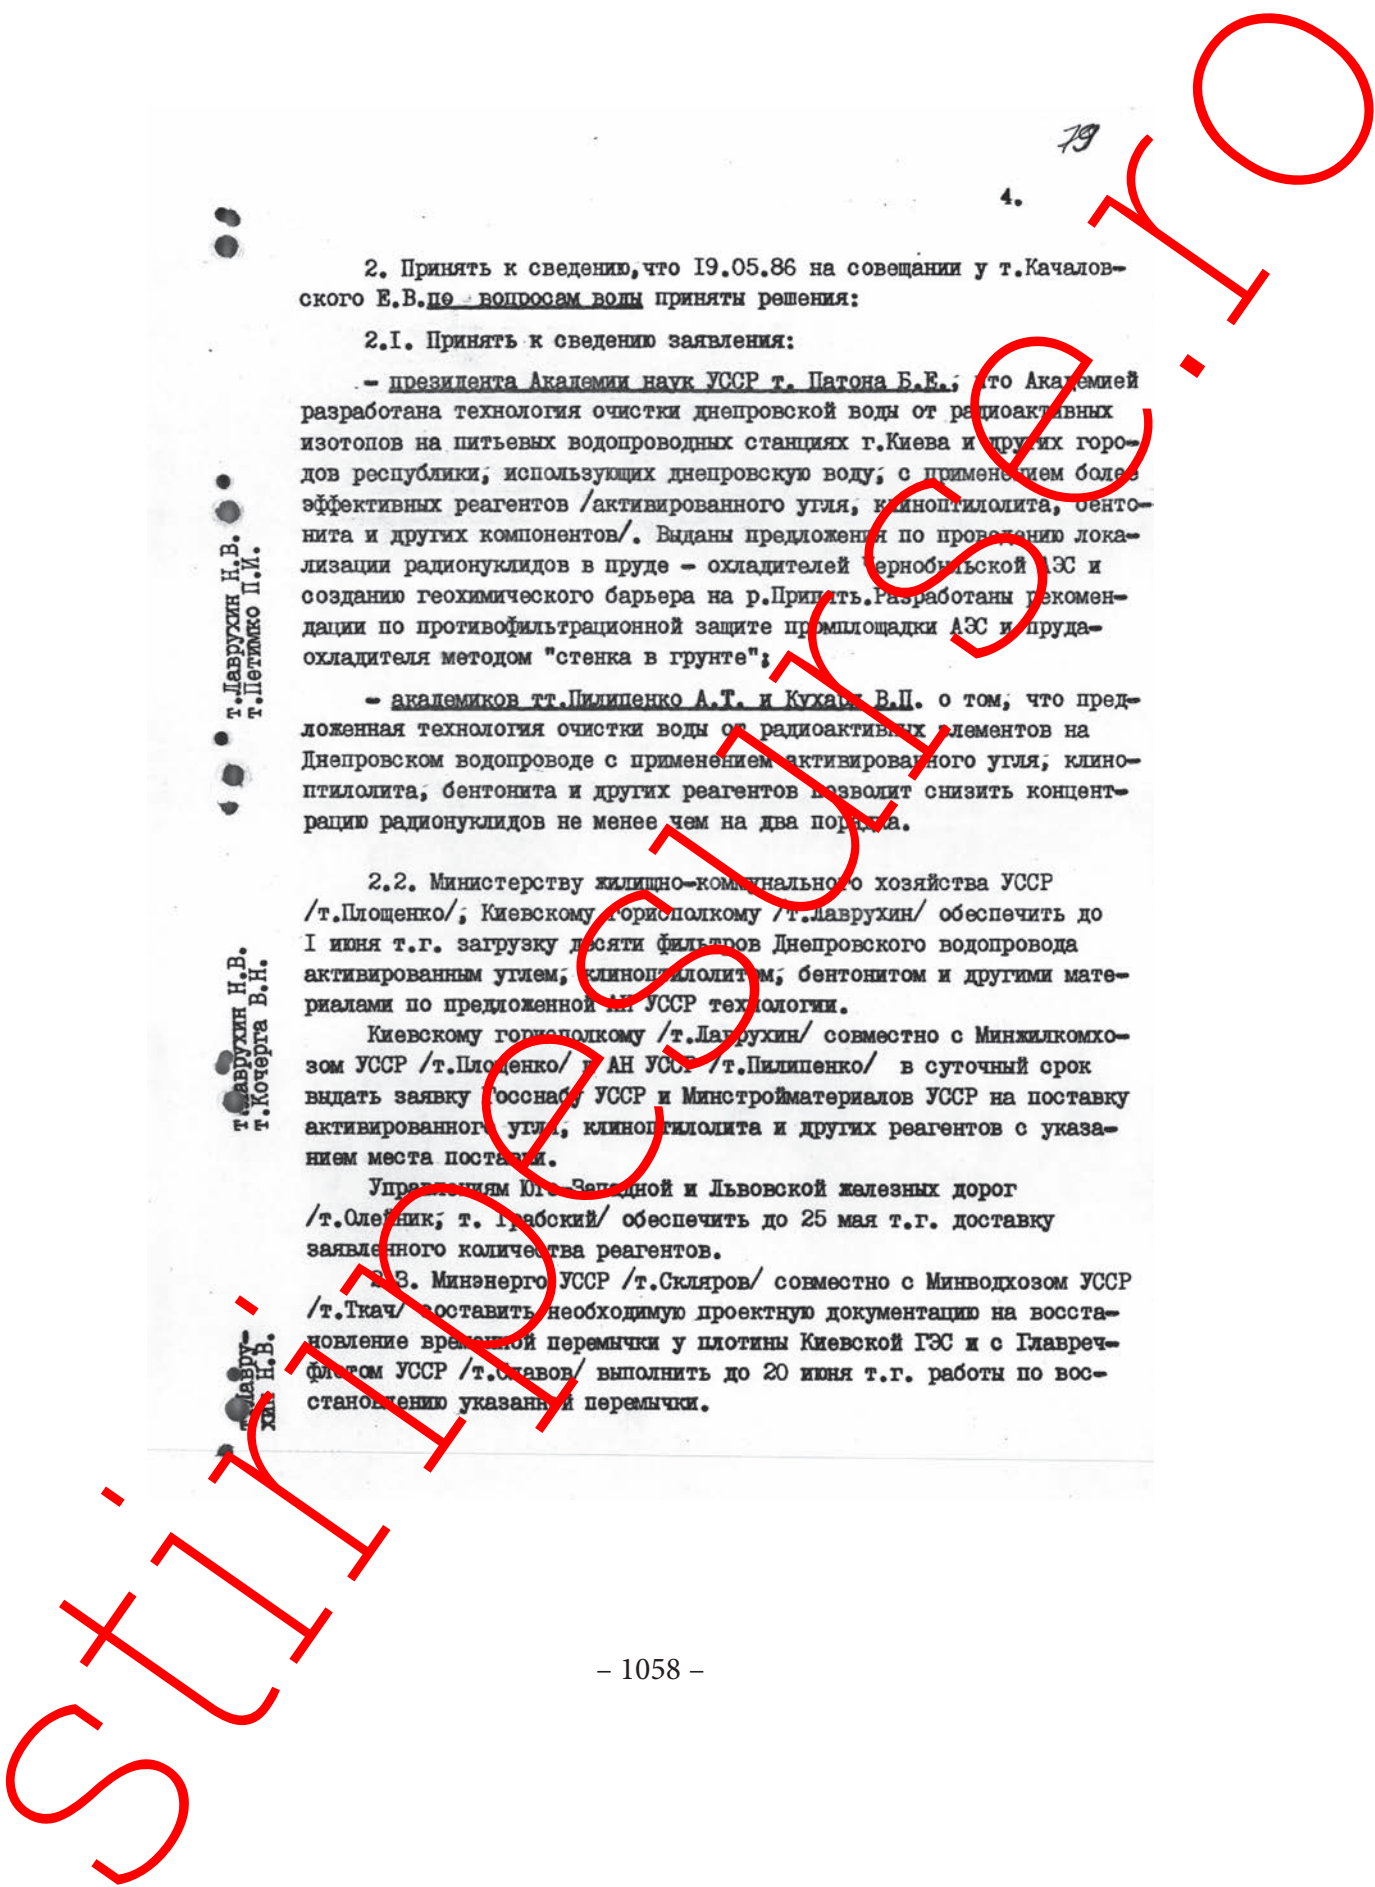 79
4.
2. Принять к сведению, что 19.05.86 на совещании у т.Качалов-
ского Е.В. по вопросам воды приняты решения:
2.1. Принять к сведению заявления:
- президента Академии наук УССР т. Патона Б.Е., что Академией
разработана технология очистки днепровской воды от радиоактивных
изотопов на питьевых водопроводных станциях г.Киева и других горо-
дов республики, использующих днепровскую воду, с применением более
эффективных реагентов /активированного угля, клиноптилолита, бенто-
нита и других компонентов/. Выданы предложения по проведению лока-
лизации радионуклидов в пруде - охладителей Чернобыльской АЭС и
созданию геохимического барьера на р.Припять.Разработаны рекомен-
дации по противофильтрационной защите промплощадки АЭС и пруда-
охладителя методом "стенка в грунте";
- академиков тт.Пилипенко А.Т. и Кухаря В.П. о том, что пред-
ложенная технология очистки воды от радиоактивных элементов на
Днепровском водопроводе с применением активированного угля, клино-
птилолита, бентонита и других реагентов позволит снизить концент-
рацию радионуклидов не менее чем на два порядка.
2.2. Министерству жилищно-коммунального хозяйства УССР
/т.Площенко/, Киевскому горисполкому /т.Лаврухин/ обеспечить до
I июня т.г. загрузку десяти фильтров Днепровского водопровода
активированным углем, клиноптилолитом, бентонитом и другими мате-
риалами по предложенной АН УССР технологии.
Киевскому горисполкому /т.Лаврухин/ совместно с Минжилкомхо-
зом УССР /т.Площенко/ и АН УССР /т.Пилипенко/ в суточный срок
выдать заявку Госснабу УССР и Минстройматериалов УССР на поставку
активированного угля, клиноптилолита и других реагентов с указа-
нием места поставки.
Управлениям Юго-Западной и Львовской железных дорог
/т.Олейник, т. Грабский/ обеспечить до 25 мая т.г. доставку
заявленного количества реагентов.
2.3. Минэнерго УССР /т.Скляров/ совместно с Минводхозом УССР
/т.Ткач/ составить необходимую проектную документацию на восста-
новление временной перемычки у плотины Киевской ГЭС и с Главреч-
флотом УССР /т.Славов/ выполнить до 20 июня т.г. работы по вос-
становлению указанной перемычки.
т.Лаврухин Н.В.
т.Петимко П.И.
т.Лаврухин Н.В.
т.Кочерга В.Н.
т.Лавру-
хин Н.В.
– 1058 –
stiripesurse.ro